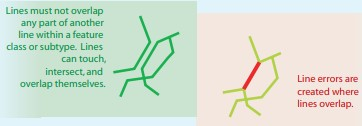 Lines must not overlap
any part of another
line within a feature
class or subtype. Lines
can touch,
intersect, and
overlap themselves.
Line errors are
created where
lines overlap.